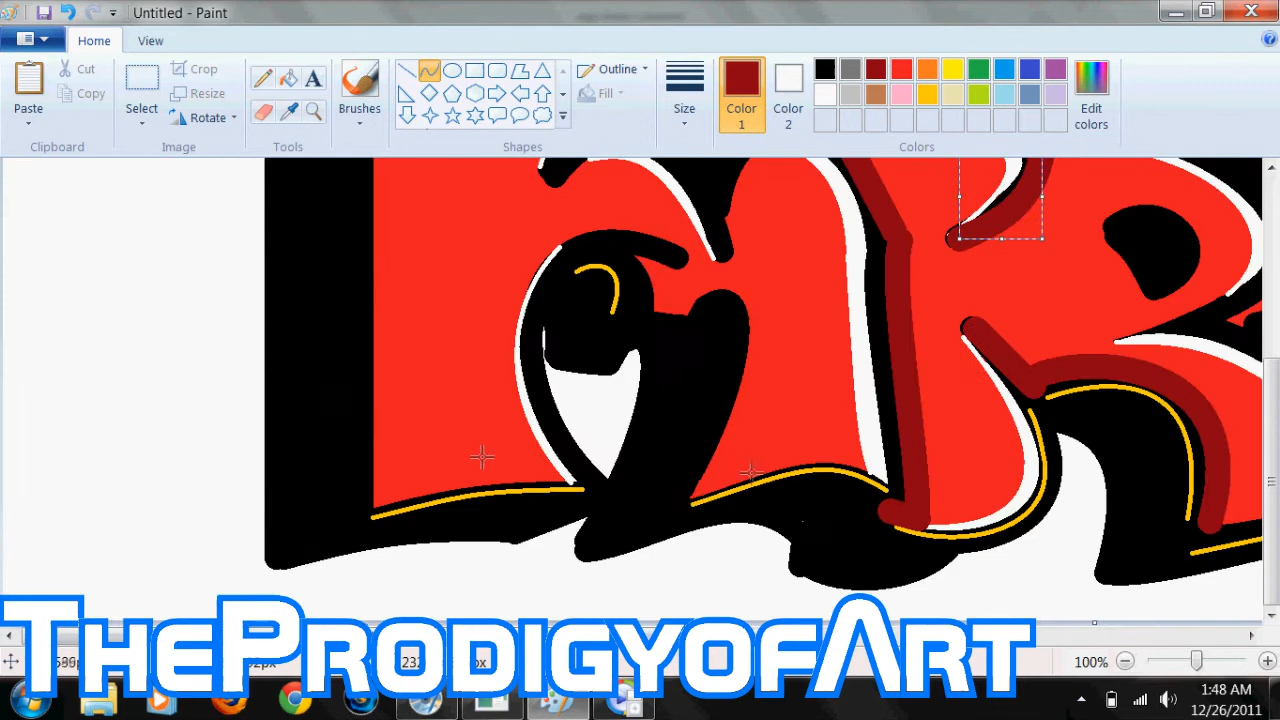 Untitled - Paint
Home View
Paste
Cut
Copy
Select
Crop
Resize
Rotate
Brushes
Outline
Fill
Size
Color 1
Color 2
Edit colors
Clipboard Image Tools Shapes Colors
TheProdigyofArt
100%
1:48 AM
12/26/2011